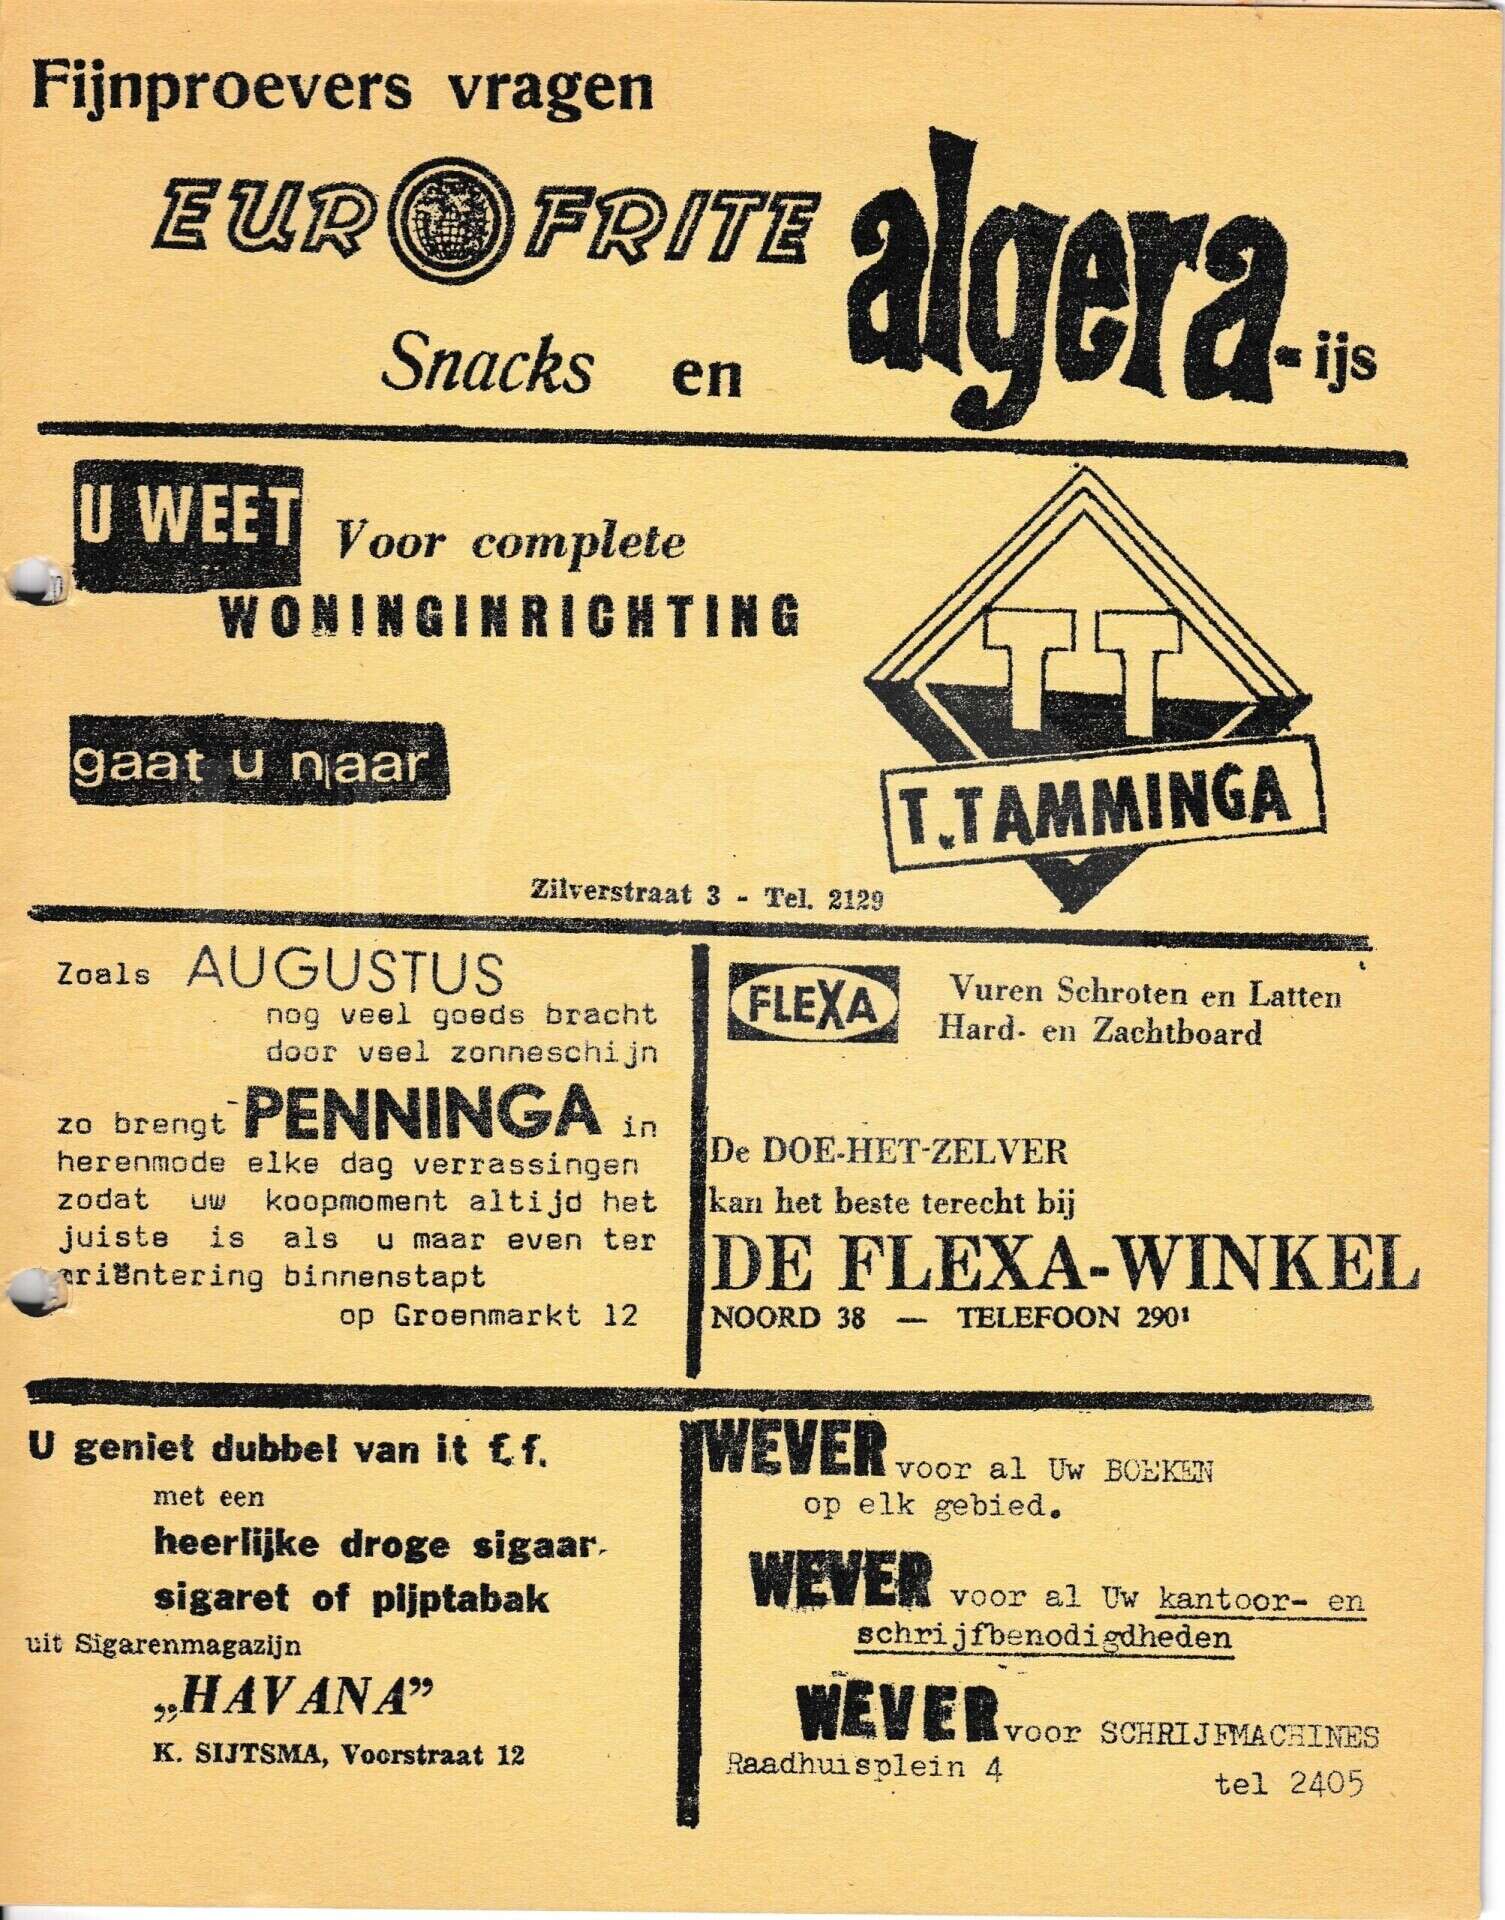 Fijnproevers vragen
EUROFRITE
Snacks en algera-ijs
U WEET
Voor complete
WONINGINRICHTING
gaat u naar
TT
T.TAMMINGA
Zilverstraat 3 - Tel. 2129
Zoals AUGUSTUS
nog veel goeds bracht
door veel zonneschijn
zo brengt PENNINGA in
herenmode elke dag verrassingen
zodat uw koopmoment altijd het
juiste is als u maar even ter
oriëntering binnenstapt
op Groenmarkt 12
FLEXA
Vuren Schroten en Latten
Hard- en Zachtboard
De DOE-HET-ZELVER
kan het beste terecht bij
DE FLEXA-WINKEL
NOORD 38 — TELEFOON 2901
U geniet dubbel van it f.f.
met een
heerlijke droge sigaar
sigaret of pijptabak
uit Sigarenmagazijn
„HAVANA”
K. SIJTSMA, Voorstraat 12
WEVER voor al Uw BOEKEN
op elk gebied.
WEVER voor al Uw kantoor- en
schrijfbenodigdheden
WEVER voor SCHRIJFMACHINES
Raadhuisplein 4
tel 2405